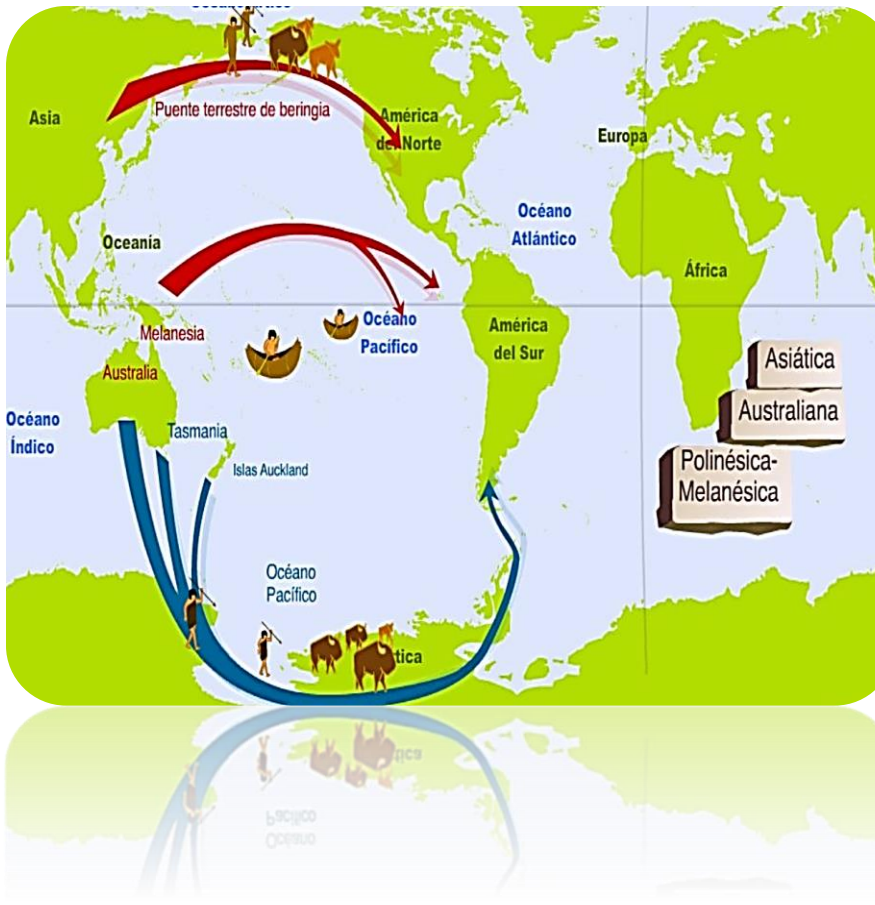 Puente terrestre de beringia
Asia
América
del Norte
Europa
Océano
Atlántico
Oceanía
África
Melanesia
Océano
Pacífico
América
del Sur
Australia
Asiática
Australiana
Polinésica-
Melanésica
Océano
Índico
Tasmania
Islas Auckland
Océano
Pacífico
tica